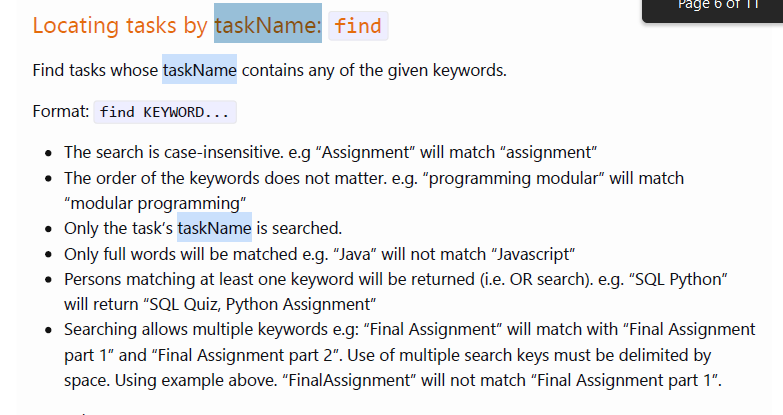 Page 6 of 11
Locating tasks by taskName: find
Find tasks whose taskName contains any of the given keywords.
Format: find KEYWORD...
• The search is case-insensitive. e.g “Assignment” will match “assignment”
• The order of the keywords does not matter. e.g. “programming modular” will match
“modular programming”
• Only the task’s taskName is searched.
• Only full words will be matched e.g. “Java” will not match “Javascript”
• Persons matching at least one keyword will be returned (i.e. OR search). e.g. “SQL Python”
will return “SQL Quiz, Python Assignment”
• Searching allows multiple keywords e.g: “Final Assignment” will match with “Final Assignment
part 1” and “Final Assignment part 2”. Use of multiple search keys must be delimited by
space. Using example above. “FinalAssignment” will not match “Final Assignment part 1”.